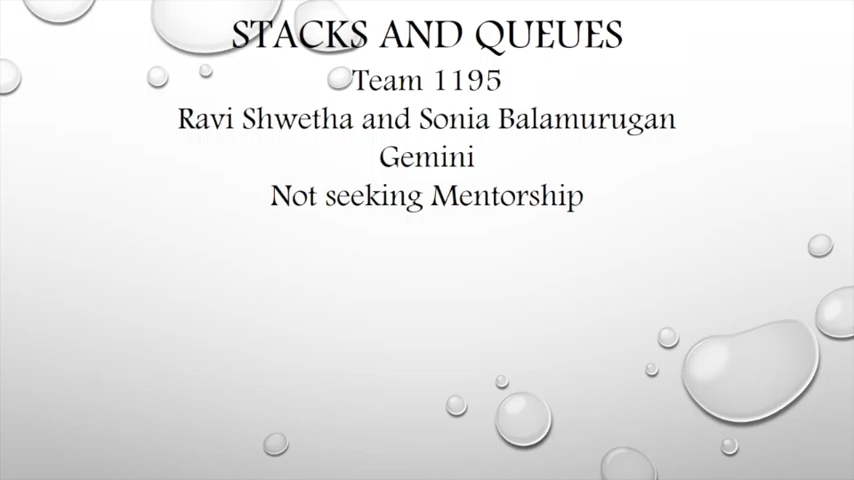 STACKS AND QUEUES
Team 1195
Ravi Shwetha and Sonia Balamurugan
Gemini
Not seeking Mentorship